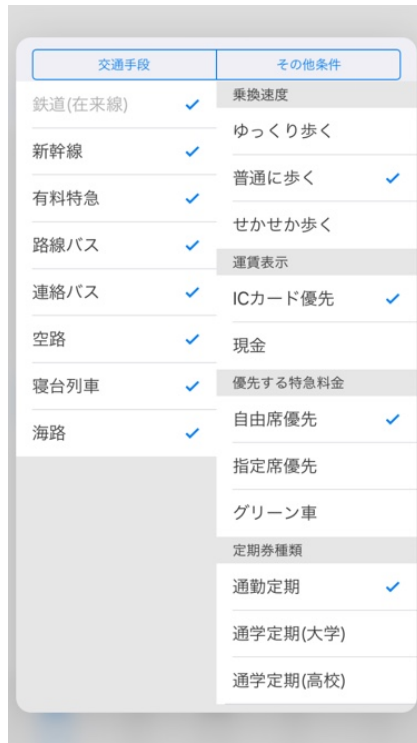 交通手段
その他条件
鉄道(在来線)
新幹線
有料特急
路線バス
連絡バス
空路
寝台列車
海路
乗換速度
ゆっくり歩く
普通に歩く
せかせか歩く
運賃表示
ICカード優先
現金
優先する特急料金
自由席優先
指定席優先
グリーン車
定期券種類
通勤定期
通学定期(大学)
通学定期(高校)